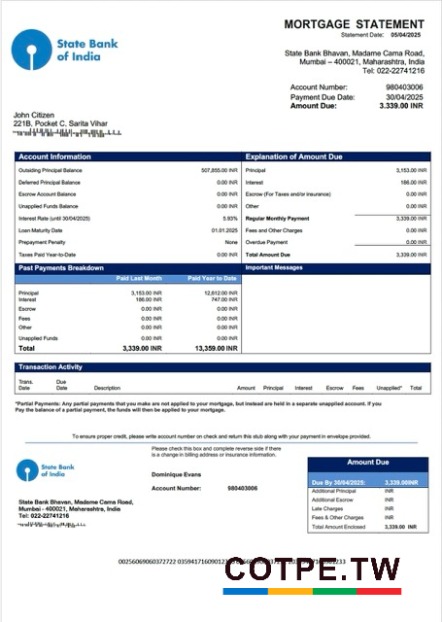 MORTGAGE STATEMENT
Statement Date: 05/04/2025
State Bank
of India
State Bank Bhavan, Madame Cama Road,
Mumbai – 400021, Maharashtra, India
Tel: 022-22741216
Account Number: 980403006
Payment Due Date: 30/04/2025
Amount Due: 3.339.00 INR
John Citizen
221B, Pocket C, Sarita Vihar
Account Information
Outsiding Principal Balance 507,855.00 INR
Deferred Principal Balance 0.00 INR
Escrow Account Balance 0.00 INR
Unapplied Funds Balance 0.00 INR
Interest Rate (until 30/04/2025) 5.93%
Loan Maturity Date 01.01.2025
Prepayment Penalty None
Taxes Paid Year-to-Date 0.00 INR
Explanation of Amount Due
Principal 3,153.00 INR
Interest 186.00 INR
Escrow (For Taxes and/or insurance) 0.00 INR
Other 0.00 INR
Regular Monthly Payment 3,339.00 INR
Fees and Other Charges 0.00 INR
Overdue Payment 0.00 INR
Total Amount Due 3,339.00 INR
Past Payments Breakdown
Paid Last Month Paid Year to Date
Principal 3,153.00 INR 12,612.00 INR
Interest 186.00 INR 747.00 INR
Escrow 0.00 INR 0.00 INR
Fees 0.00 INR 0.00 INR
Other 0.00 INR 0.00 INR
Unapplied Funds 0.00 INR 0.00 INR
Total 3,339.00 INR 13,359.00 INR
Important Messages
Transaction Activity
Trans. Date Due Date Description Amount Principal Interest Escrow Fees Unapplied* Total
*Partial Payments: Any partial payments that you make are not applied to your mortgage, but instead are held in a separate unapplied account. If you
Pay the balance of a partial payment, the funds will then be applied to your mortgage.
To ensure proper credit, please write account number on check and return this stub along with your payment in envelope provided.
State Bank
of India
State Bank Bhavan, Madame Cama Road,
Mumbai - 400021, Maharashtra, India
Tel: 022-22741216
Please check this box and complete reverse side if there
is a change in billing address or insurance information.
Dominique Evans
Account Number: 980403006
Amount Due
Due By 30/04/2025: 3,339.00INR
Additional Principal INR
Additional Escrow INR
Late Charges INR
Fees & Other Charges INR
Total Amount Enclosed 3,339.00 INR
COTPE.TW